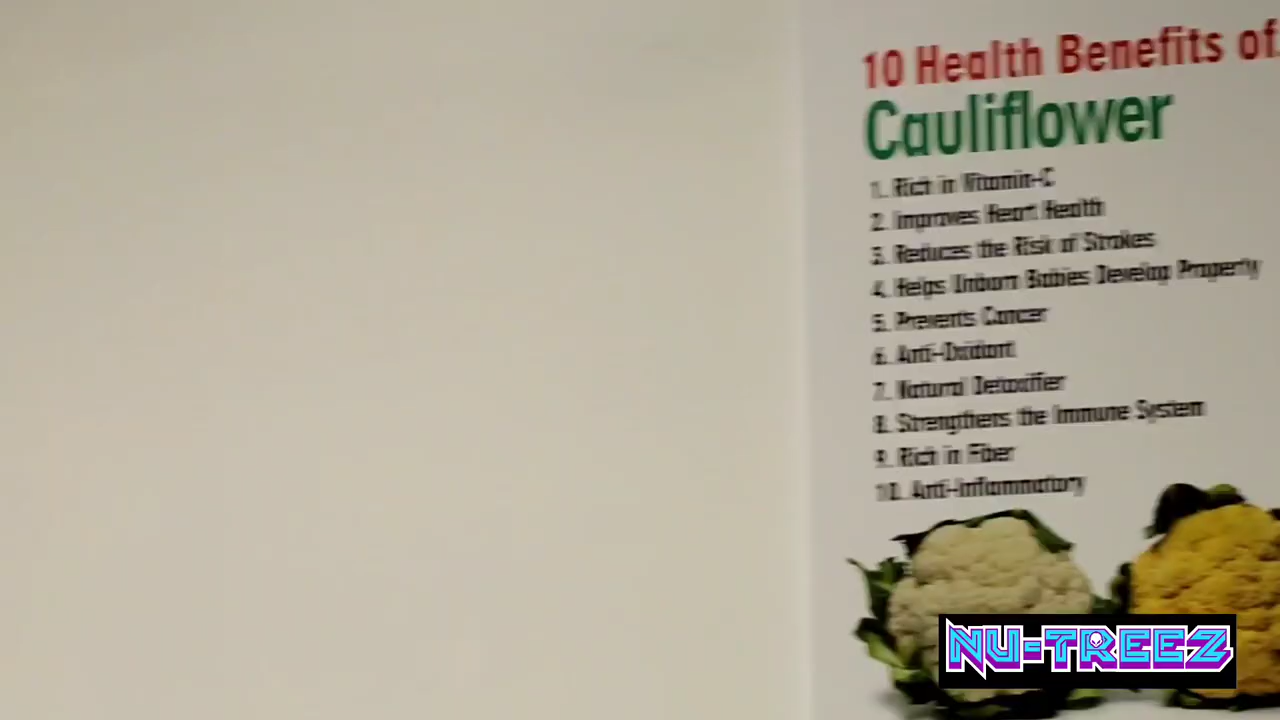 10 Health Benefits of
Cauliflower
1. Rich in Vitamin-C
2. Improves Heart Health
3. Reduces the Risk of Strokes
4. Helps Unborn Babies Develop Property
5. Prevents Cancer
6. Anti-Oxidant
7. Natural Detoxifier
8. Strengthens the Immune System
9. Rich in Fiber
10. Anti-Inflammatory
NU-TREEZ